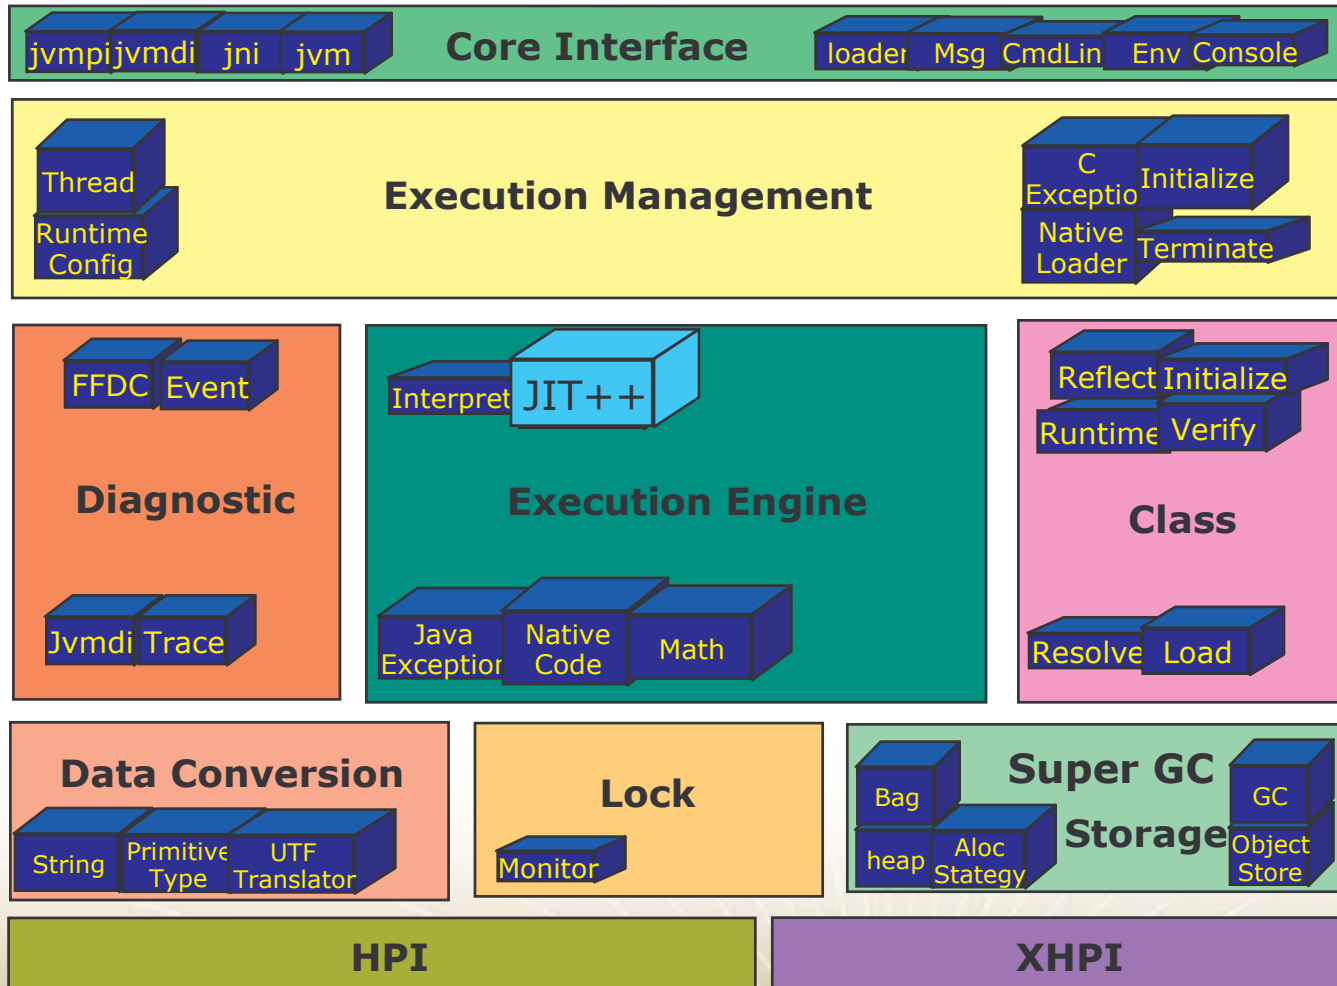 jvmpi jvmdi jni jvm Core Interface loader Msg CmdLin Env Console
Thread
Runtime
Config
Execution Management
C
Exceptio
Initialize
Native
Loader
Terminate
FFDC Event
Diagnostic
Jvmdi Trace
Interpret JIT++
Execution Engine
Java
Exception
Native
Code
Math
Reflect Initialize
Runtime Verify
Class
Resolve Load
Data Conversion
String
Primitive
Type
UTF
Translator
Lock
Monitor
Super GC
Storage
Bag
heap
Aloc
Stategy
GC
Object
Store
HPI
XHPI